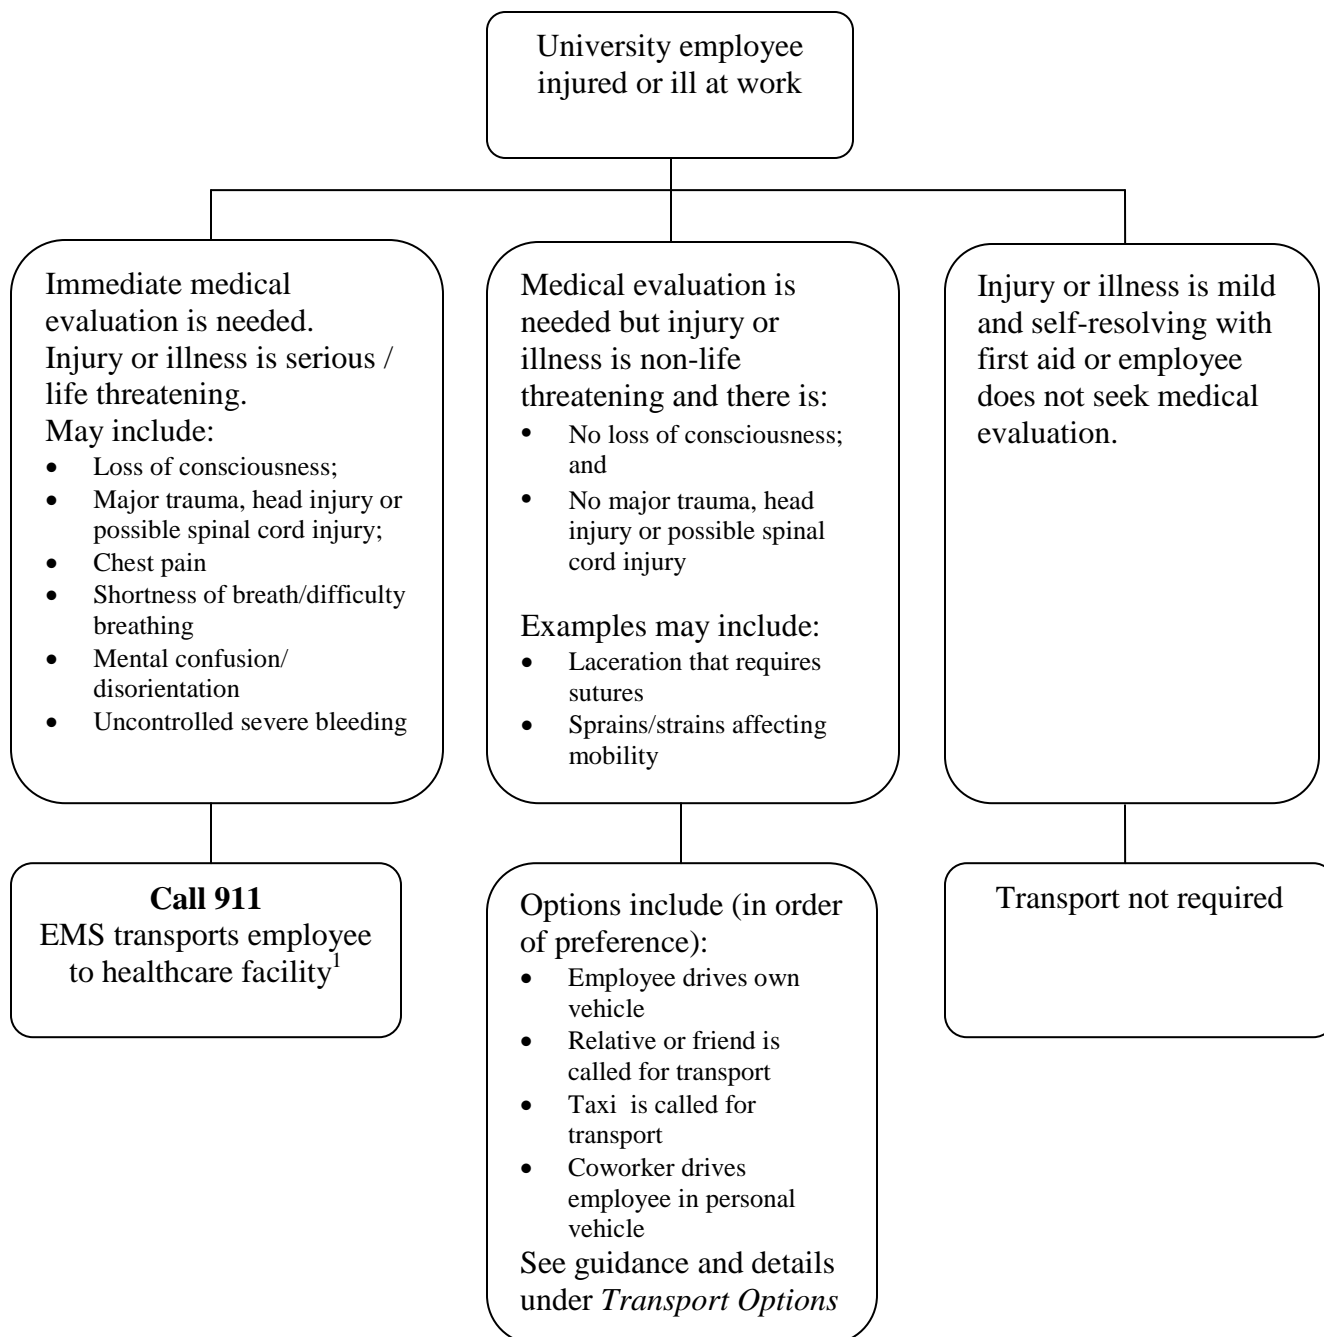 University employee
injured or ill at work
Immediate medical
evaluation is needed.
Injury or illness is serious /
life threatening.
May include:
• Loss of consciousness;
• Major trauma, head injury or
possible spinal cord injury;
• Chest pain
• Shortness of breath/difficulty
breathing
• Mental confusion/
disorientation
• Uncontrolled severe bleeding
Medical evaluation is
needed but injury or
illness is non-life
threatening and there is:
• No loss of consciousness;
and
• No major trauma, head
injury or possible spinal
cord injury
Examples may include:
• Laceration that requires
sutures
• Sprains/strains affecting
mobility
Injury or illness is mild
and self-resolving with
first aid or employee
does not seek medical
evaluation.
Call 911
EMS transports employee
to healthcare facility1
Options include (in order
of preference):
• Employee drives own
vehicle
• Relative or friend is
called for transport
• Taxi is called for
transport
• Coworker drives
employee in personal
vehicle
See guidance and details
under Transport Options
Transport not required